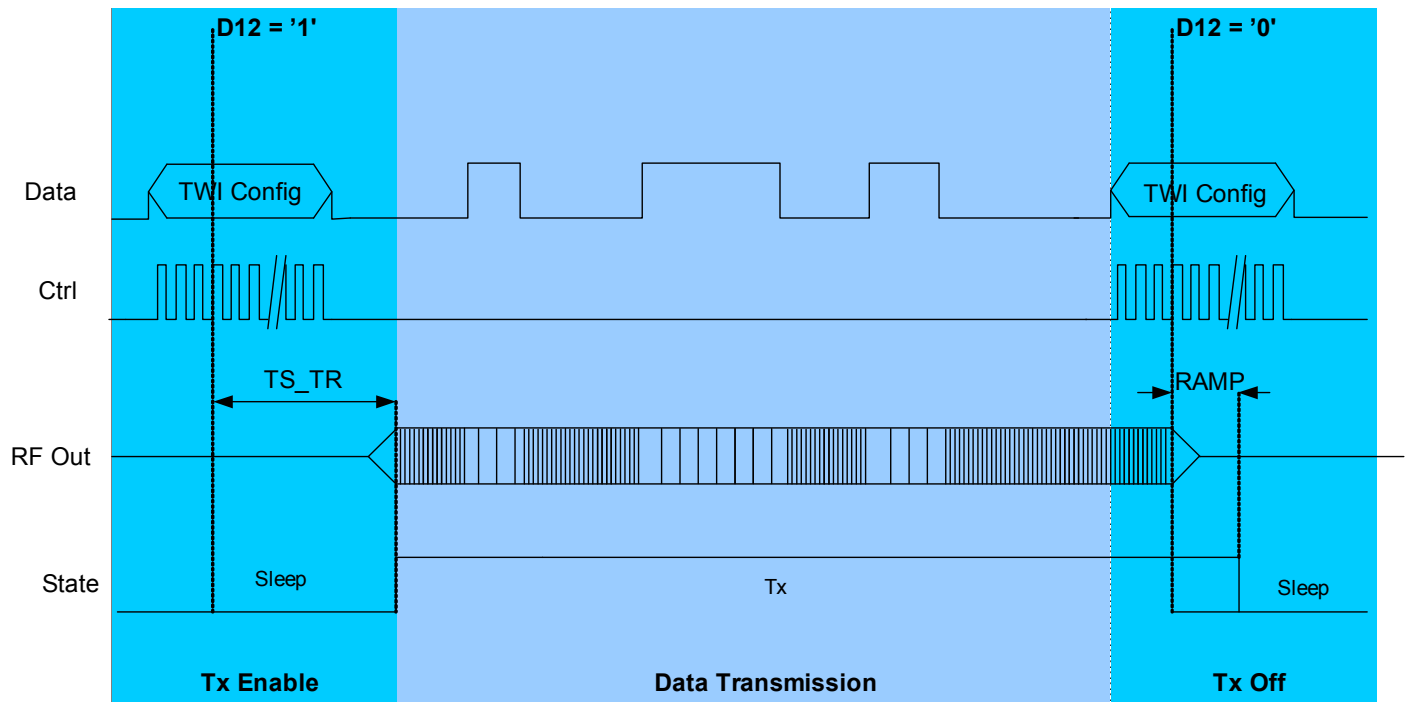 D12 = ’1' D12 = ’0'
Data TWI Config TWI Config
Ctrl
TS_TR RAMP
RF Out
State Sleep Tx Sleep
Tx Enable Data Transmission Tx Off